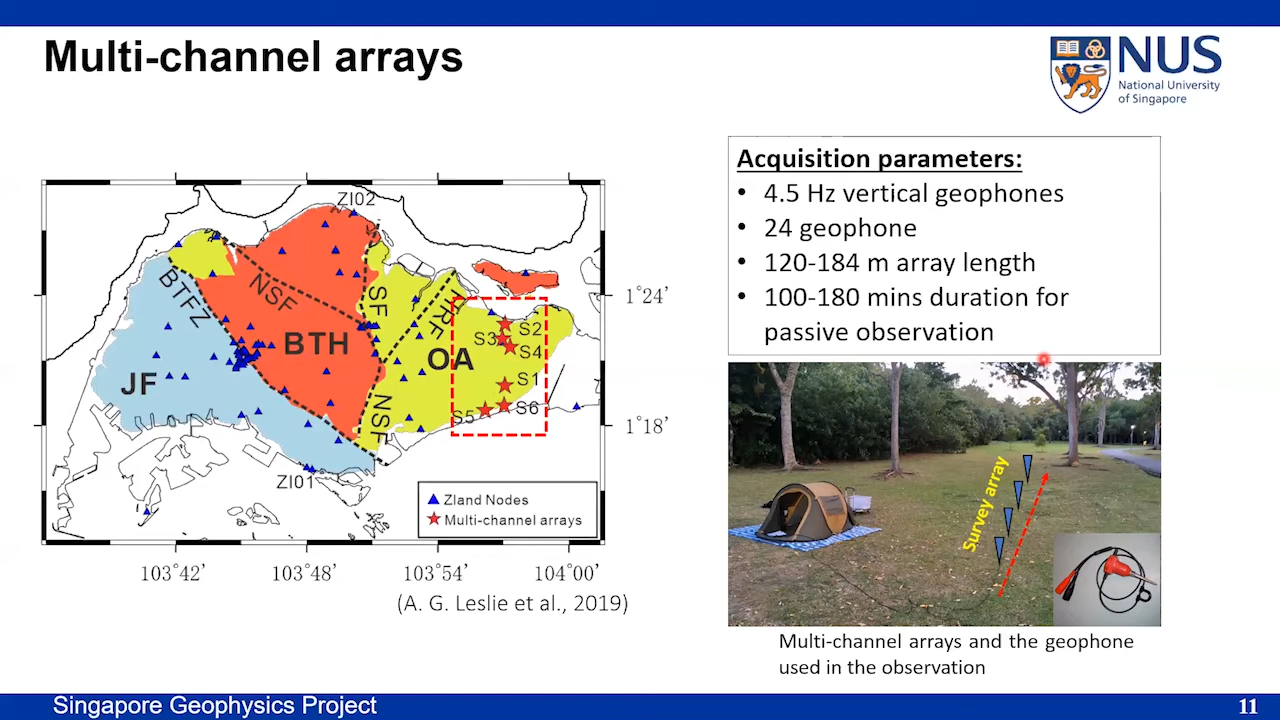 Multi-channel arrays
NUS
National University
of Singapore
Acquisition parameters:
• 4.5 Hz vertical geophones
• 24 geophone
• 120-184 m array length
• 100-180 mins duration for
passive observation
ZI02
BTFZ
NSF
SF
HRF
BTH
OA
JF
NSF
S3
S2
S4
S1
S5
S6
ZI01
Zland Nodes
Multi-channel arrays
1°24′
1°18′
103°42′
103°48′
103°54′
104°00′
(A. G. Leslie et al., 2019)
Survey array
Multi-channel arrays and the geophone
used in the observation
Singapore Geophysics Project
11